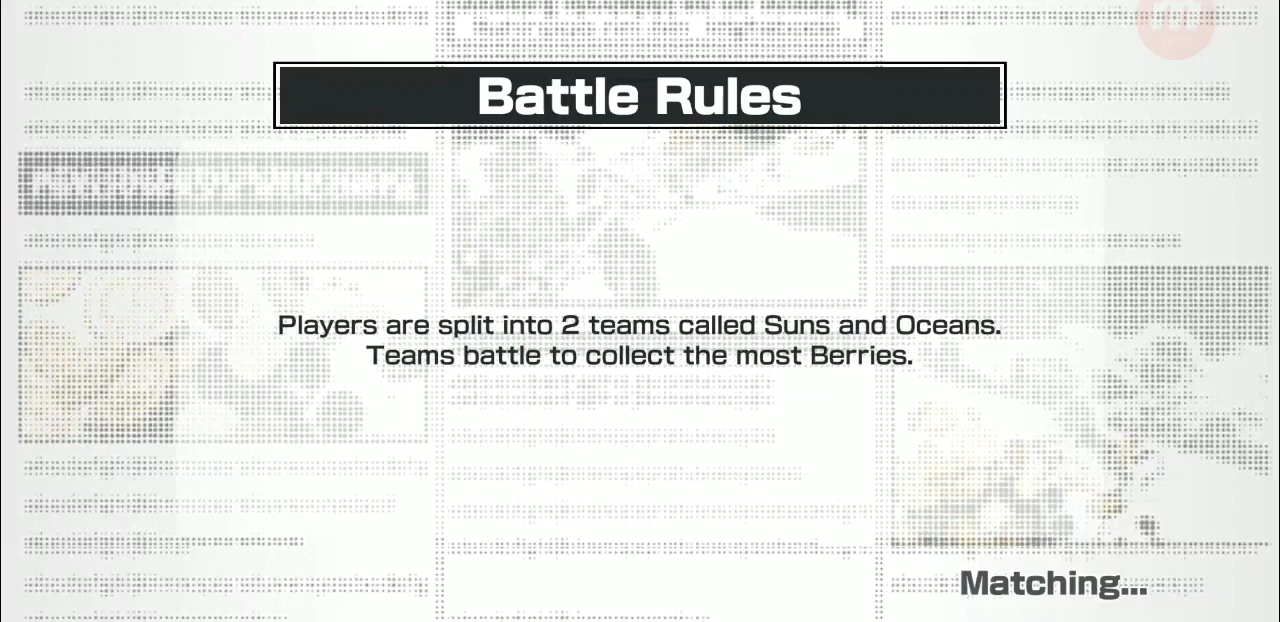 Battle Rules
Players are split into 2 teams called Suns and Oceans.
Teams battle to collect the most Berries.
Matching...